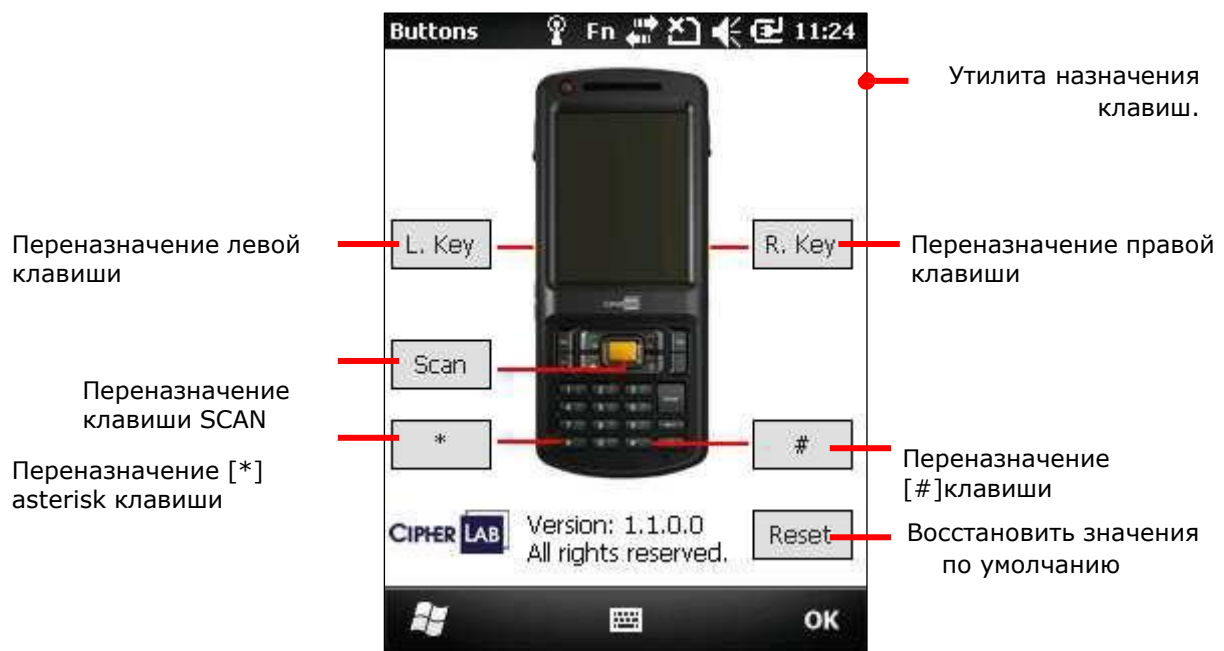 Buttons Fn 11:24
Утилита назначения
клавиш.
L. Key
R. Key
Переназначение левой
клавиши
Переназначение правой
клавиши
Scan
Переназначение
клавиши SCAN
*
#
Переназначение [*]
asterisk клавиши
Переназначение
[#]клавиши
CIPHER LAB
Version: 1.1.0.0
All rights reserved.
Reset
Восстановить значения
по умолчанию
OK